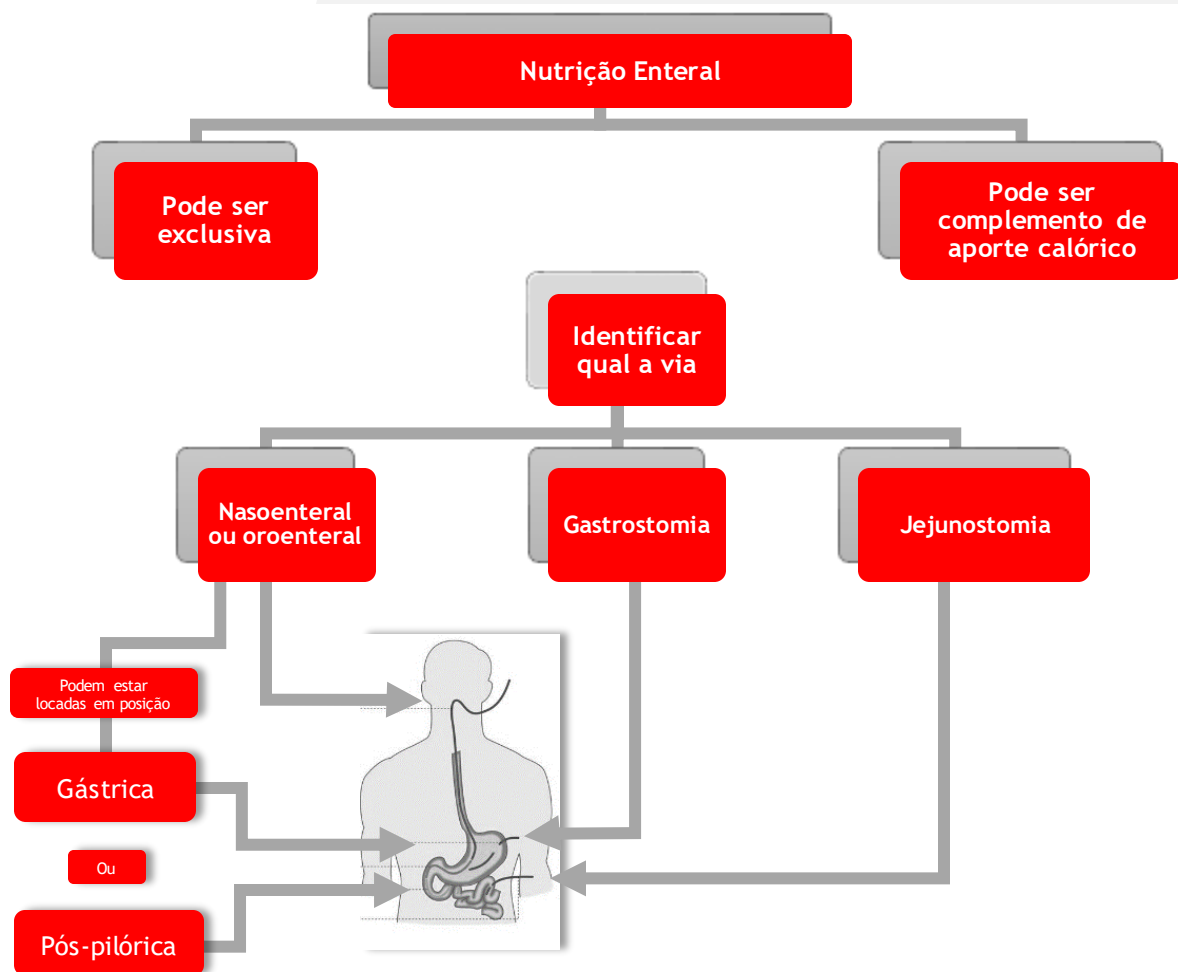 Nutrição Enteral
Pode ser
exclusiva
Pode ser
complemento de
aporte calórico
Identificar
qual a via
Nasoenteral
ou oroenteral
Gastrostomia
Jejunostomia
Podem estar
locadas em posição
Gástrica
Ou
Pós-pilórica